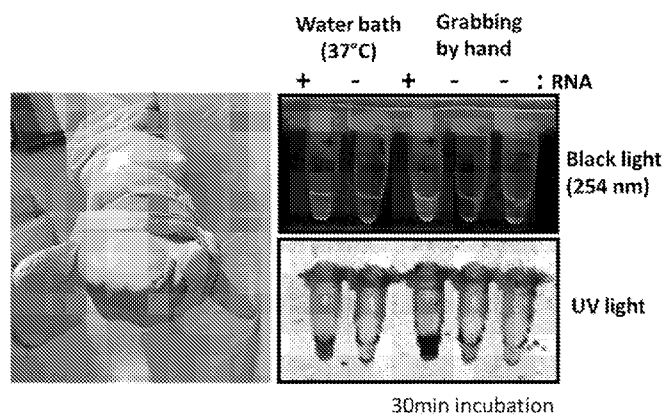 Water bath
(37°C)
Grabbing
by hand
+ - + - - : RNA
Black light
(254 nm)
UV light
30min incubation